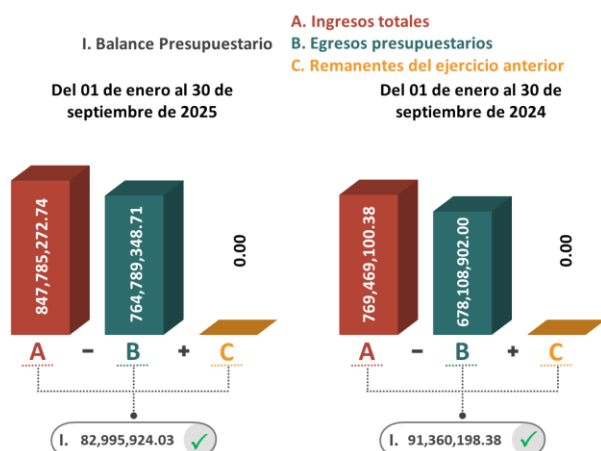 A. Ingresos totales
I. Balance Presupuestario
B. Egresos presupuestarios
C. Remanentes del ejercicio anterior
Del 01 de enero al 30 de
septiembre de 2025
Del 01 de enero al 30 de
septiembre de 2024
847,785,272.74
764,789,348.71
0.00
769,469,100.38
678,108,902.00
0.00
A – B + C
A – B + C
I. 82,995,924.03 ✓
I. 91,360,198.38 ✓